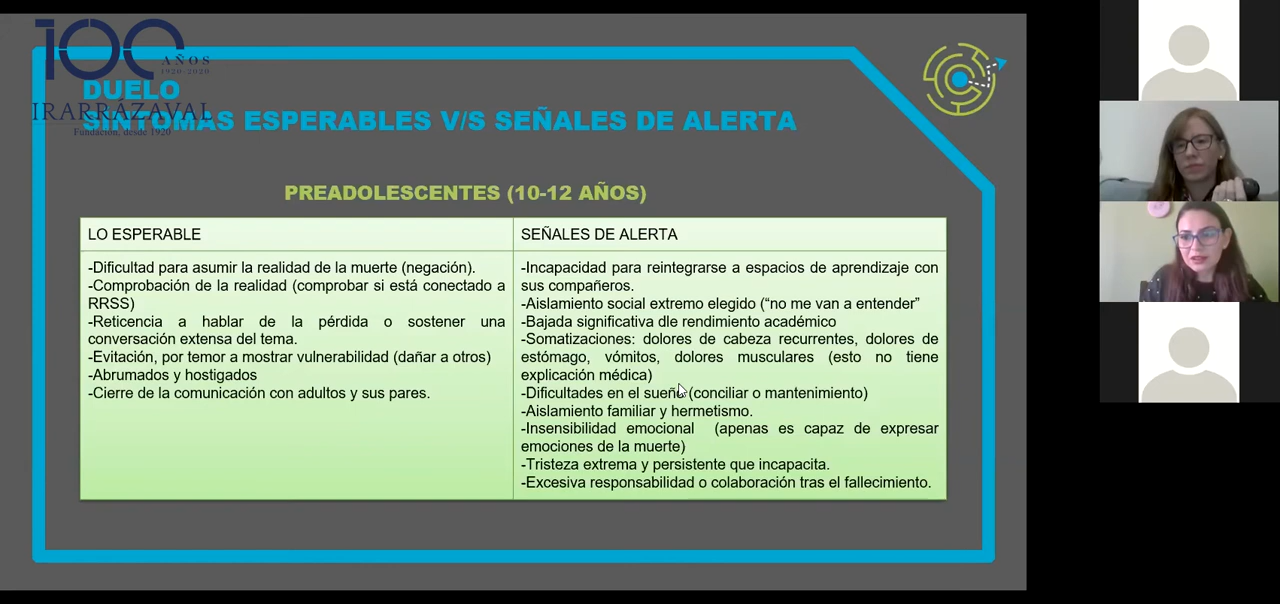 100
AÑOS
1920-2020
IRARRÁZAVAL
Fundación, desde 1920
DUELO
SÍNTOMAS ESPERABLES V/S SEÑALES DE ALERTA
PREADOLESCENTES (10-12 AÑOS)
LO ESPERABLE
-Dificultad para asumir la realidad de la muerte (negación).
-Comprobación de la realidad (comprobar si está conectado a
RRSS)
-Reticencia a hablar de la pérdida o sostener una
conversación extensa del tema.
-Evitación, por temor a mostrar vulnerabilidad (dañar a otros)
-Abrumados y hostigados
-Cierre de la comunicación con adultos y sus pares.
SEÑALES DE ALERTA
-Incapacidad para reintegrarse a espacios de aprendizaje con
sus compañeros.
-Aislamiento social extremo elegido (“no me van a entender”
-Bajada significativa dle rendimiento académico
-Somatizaciones: dolores de cabeza recurrentes, dolores de
estómago, vómitos, dolores musculares (esto no tiene
explicación médica)
-Dificultades en el sueño (conciliar o mantenimiento)
-Aislamiento familiar y hermetismo.
-Insensibilidad emocional (apenas es capaz de expresar
emociones de la muerte)
-Tristeza extrema y persistente que incapacita.
-Excesiva responsabilidad o colaboración tras el fallecimiento.